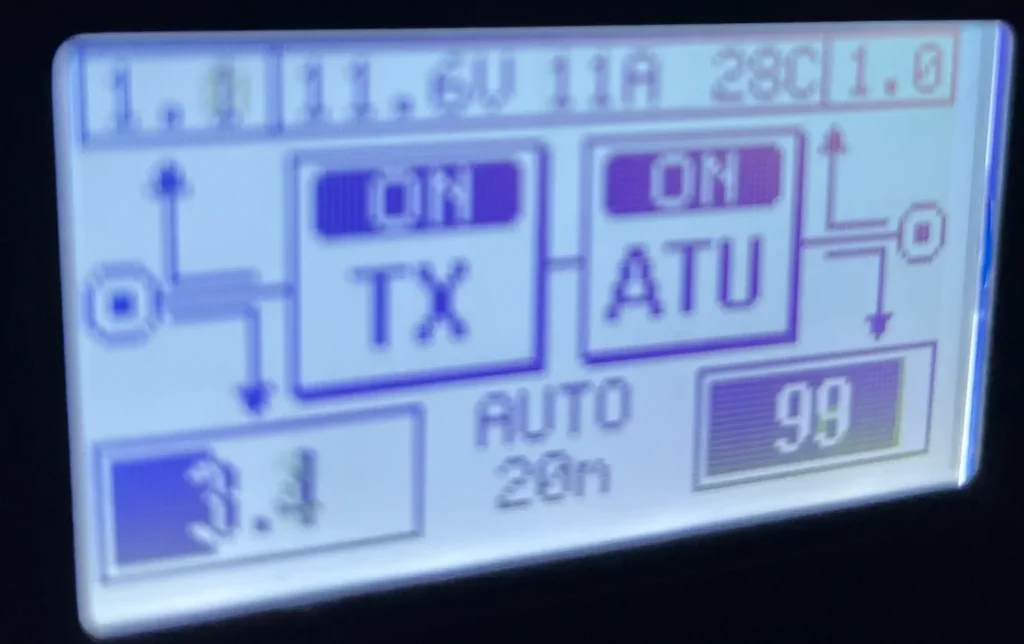 1.0 11.6V 11A 28C 1.0
ON ON
TX ATU
AUTO 99
20m
3.4